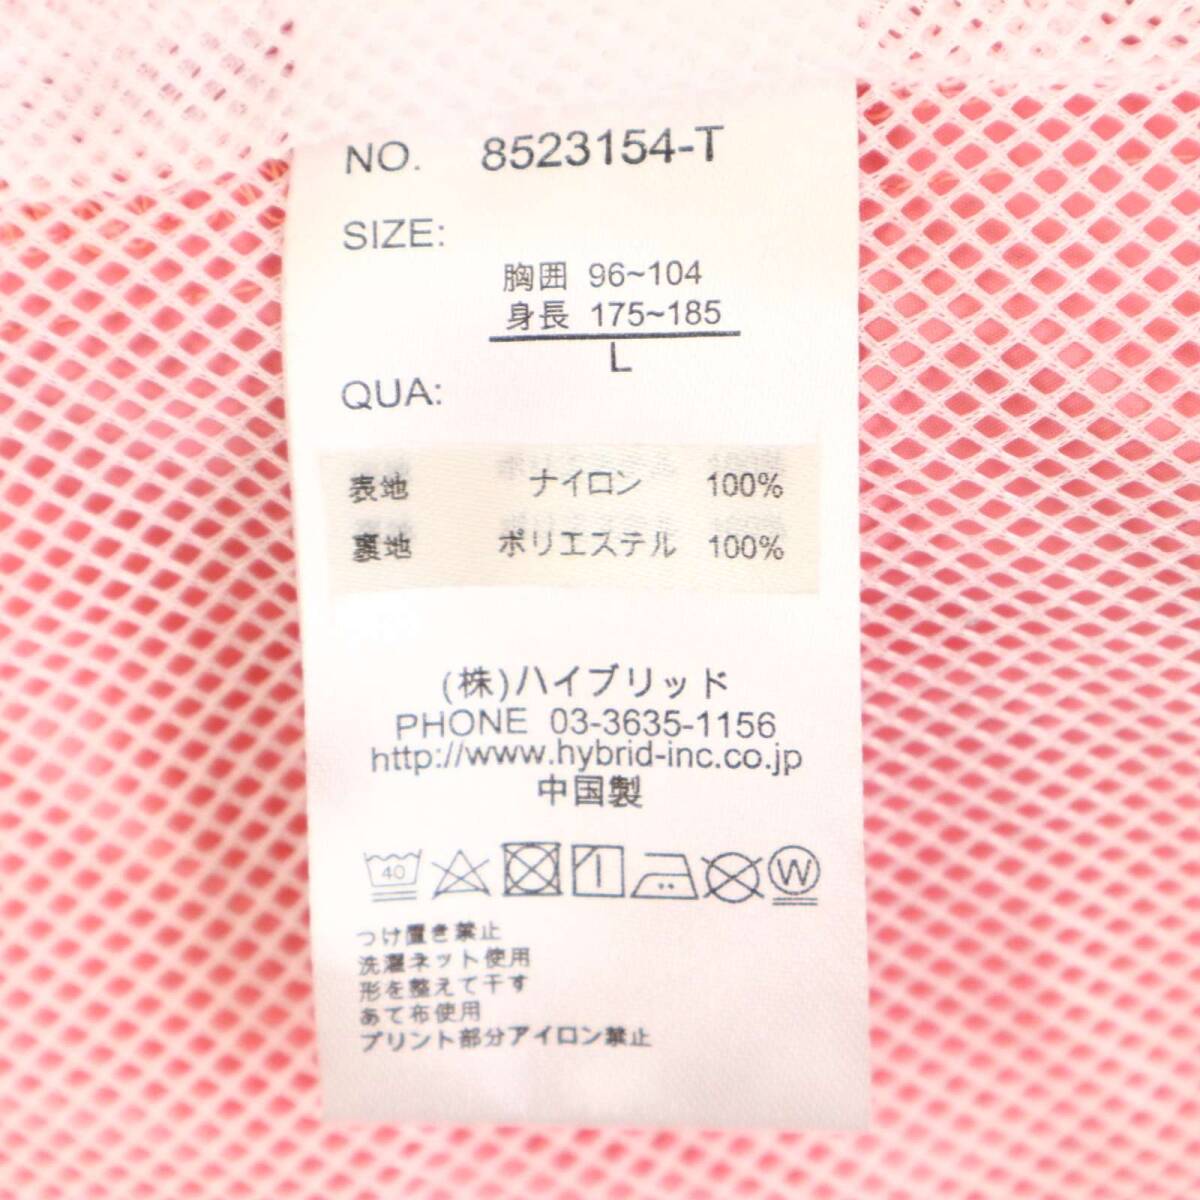 NO. 8523154-T
SIZE:
胸囲 96~104
身長 175~185
L
QUA:
表地 ナイロン 100%
裏地 ポリエステル 100%
(株)ハイブリッド
PHONE 03-3635-1156
http://www.hybrid-inc.co.jp
中国製
40 W
つけ置き禁止
洗濯ネット使用
形を整えて干す
あて布使用
プリント部分アイロン禁止